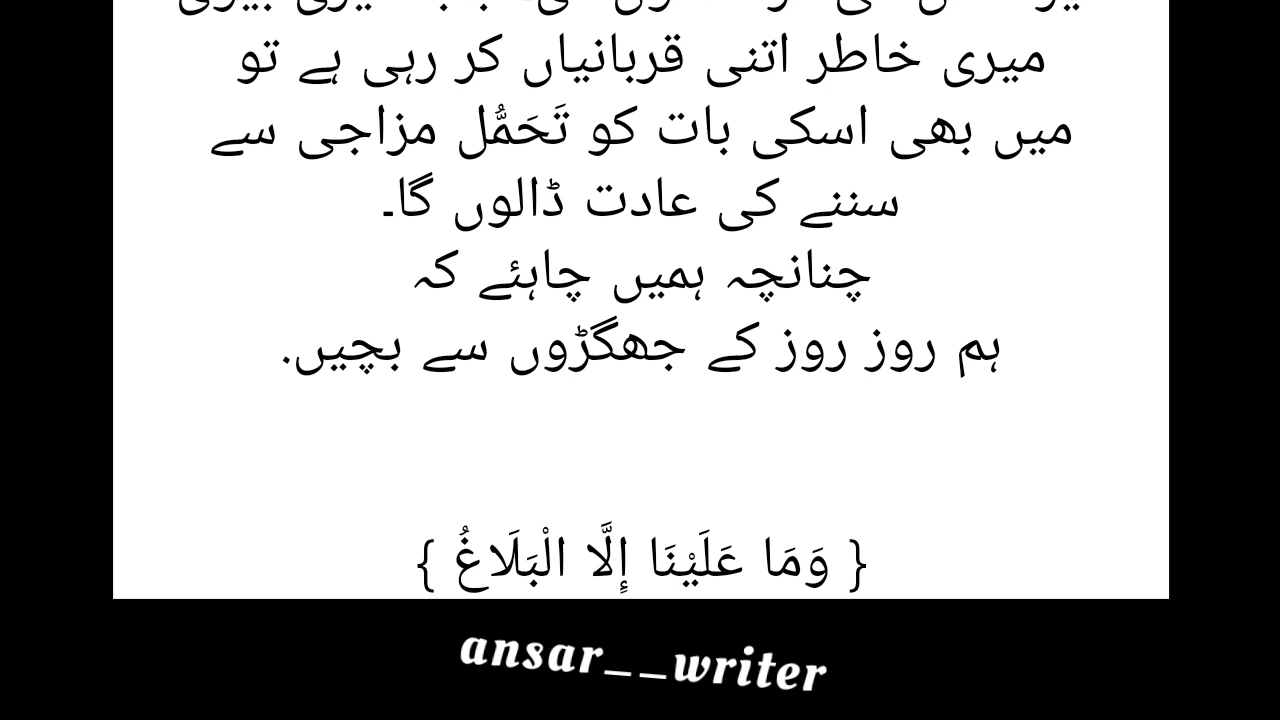 میری خاطر اتنی قربانیاں کر رہی ہے تو
میں بھی اسکی بات کو تَحَمُّل مزاجی سے
سننے کی عادت ڈالوں گا۔
چنانچہ ہمیں چاہئے کہ
ہم روز روز کے جھگڑوں سے بچیں.
{ وَمَا عَلَيْنَا إِلَّا الْبَلَاغُ }
ansar__writer